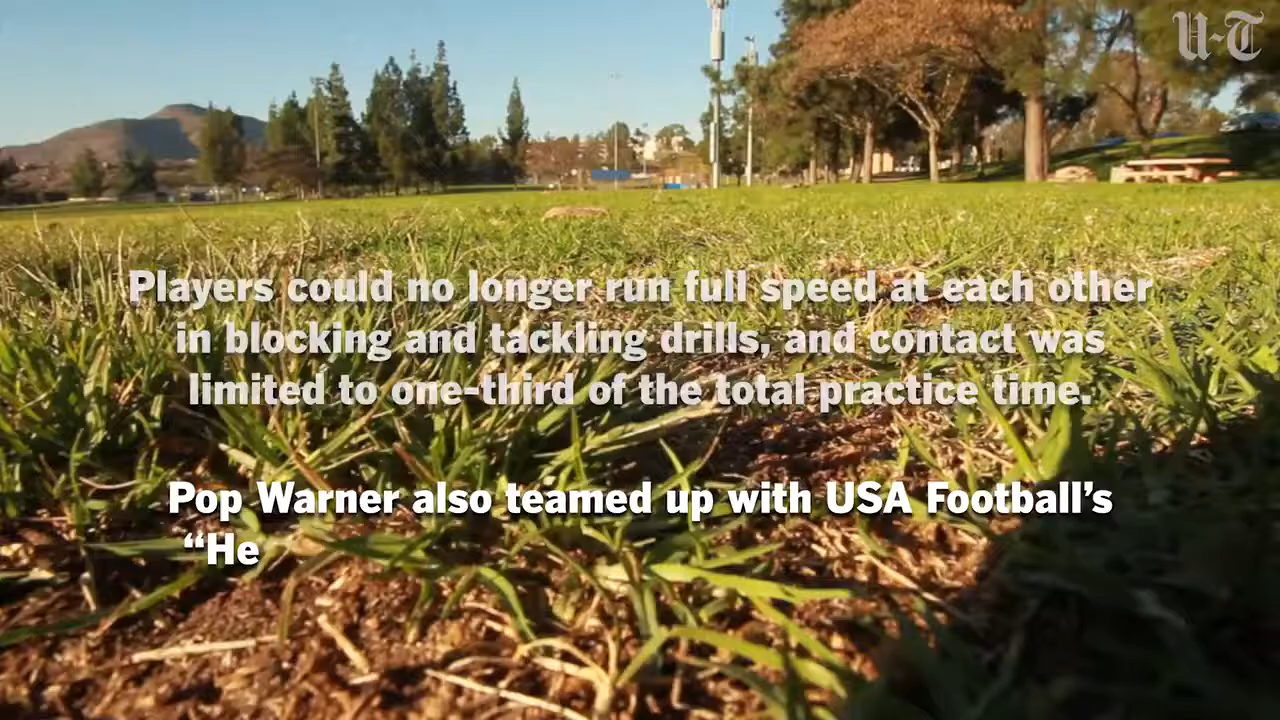 U-T
Players could no longer run full speed at each other
in blocking and tackling drills, and contact was
limited to one-third of the total practice time.
Pop Warner also teamed up with USA Football’s
“He